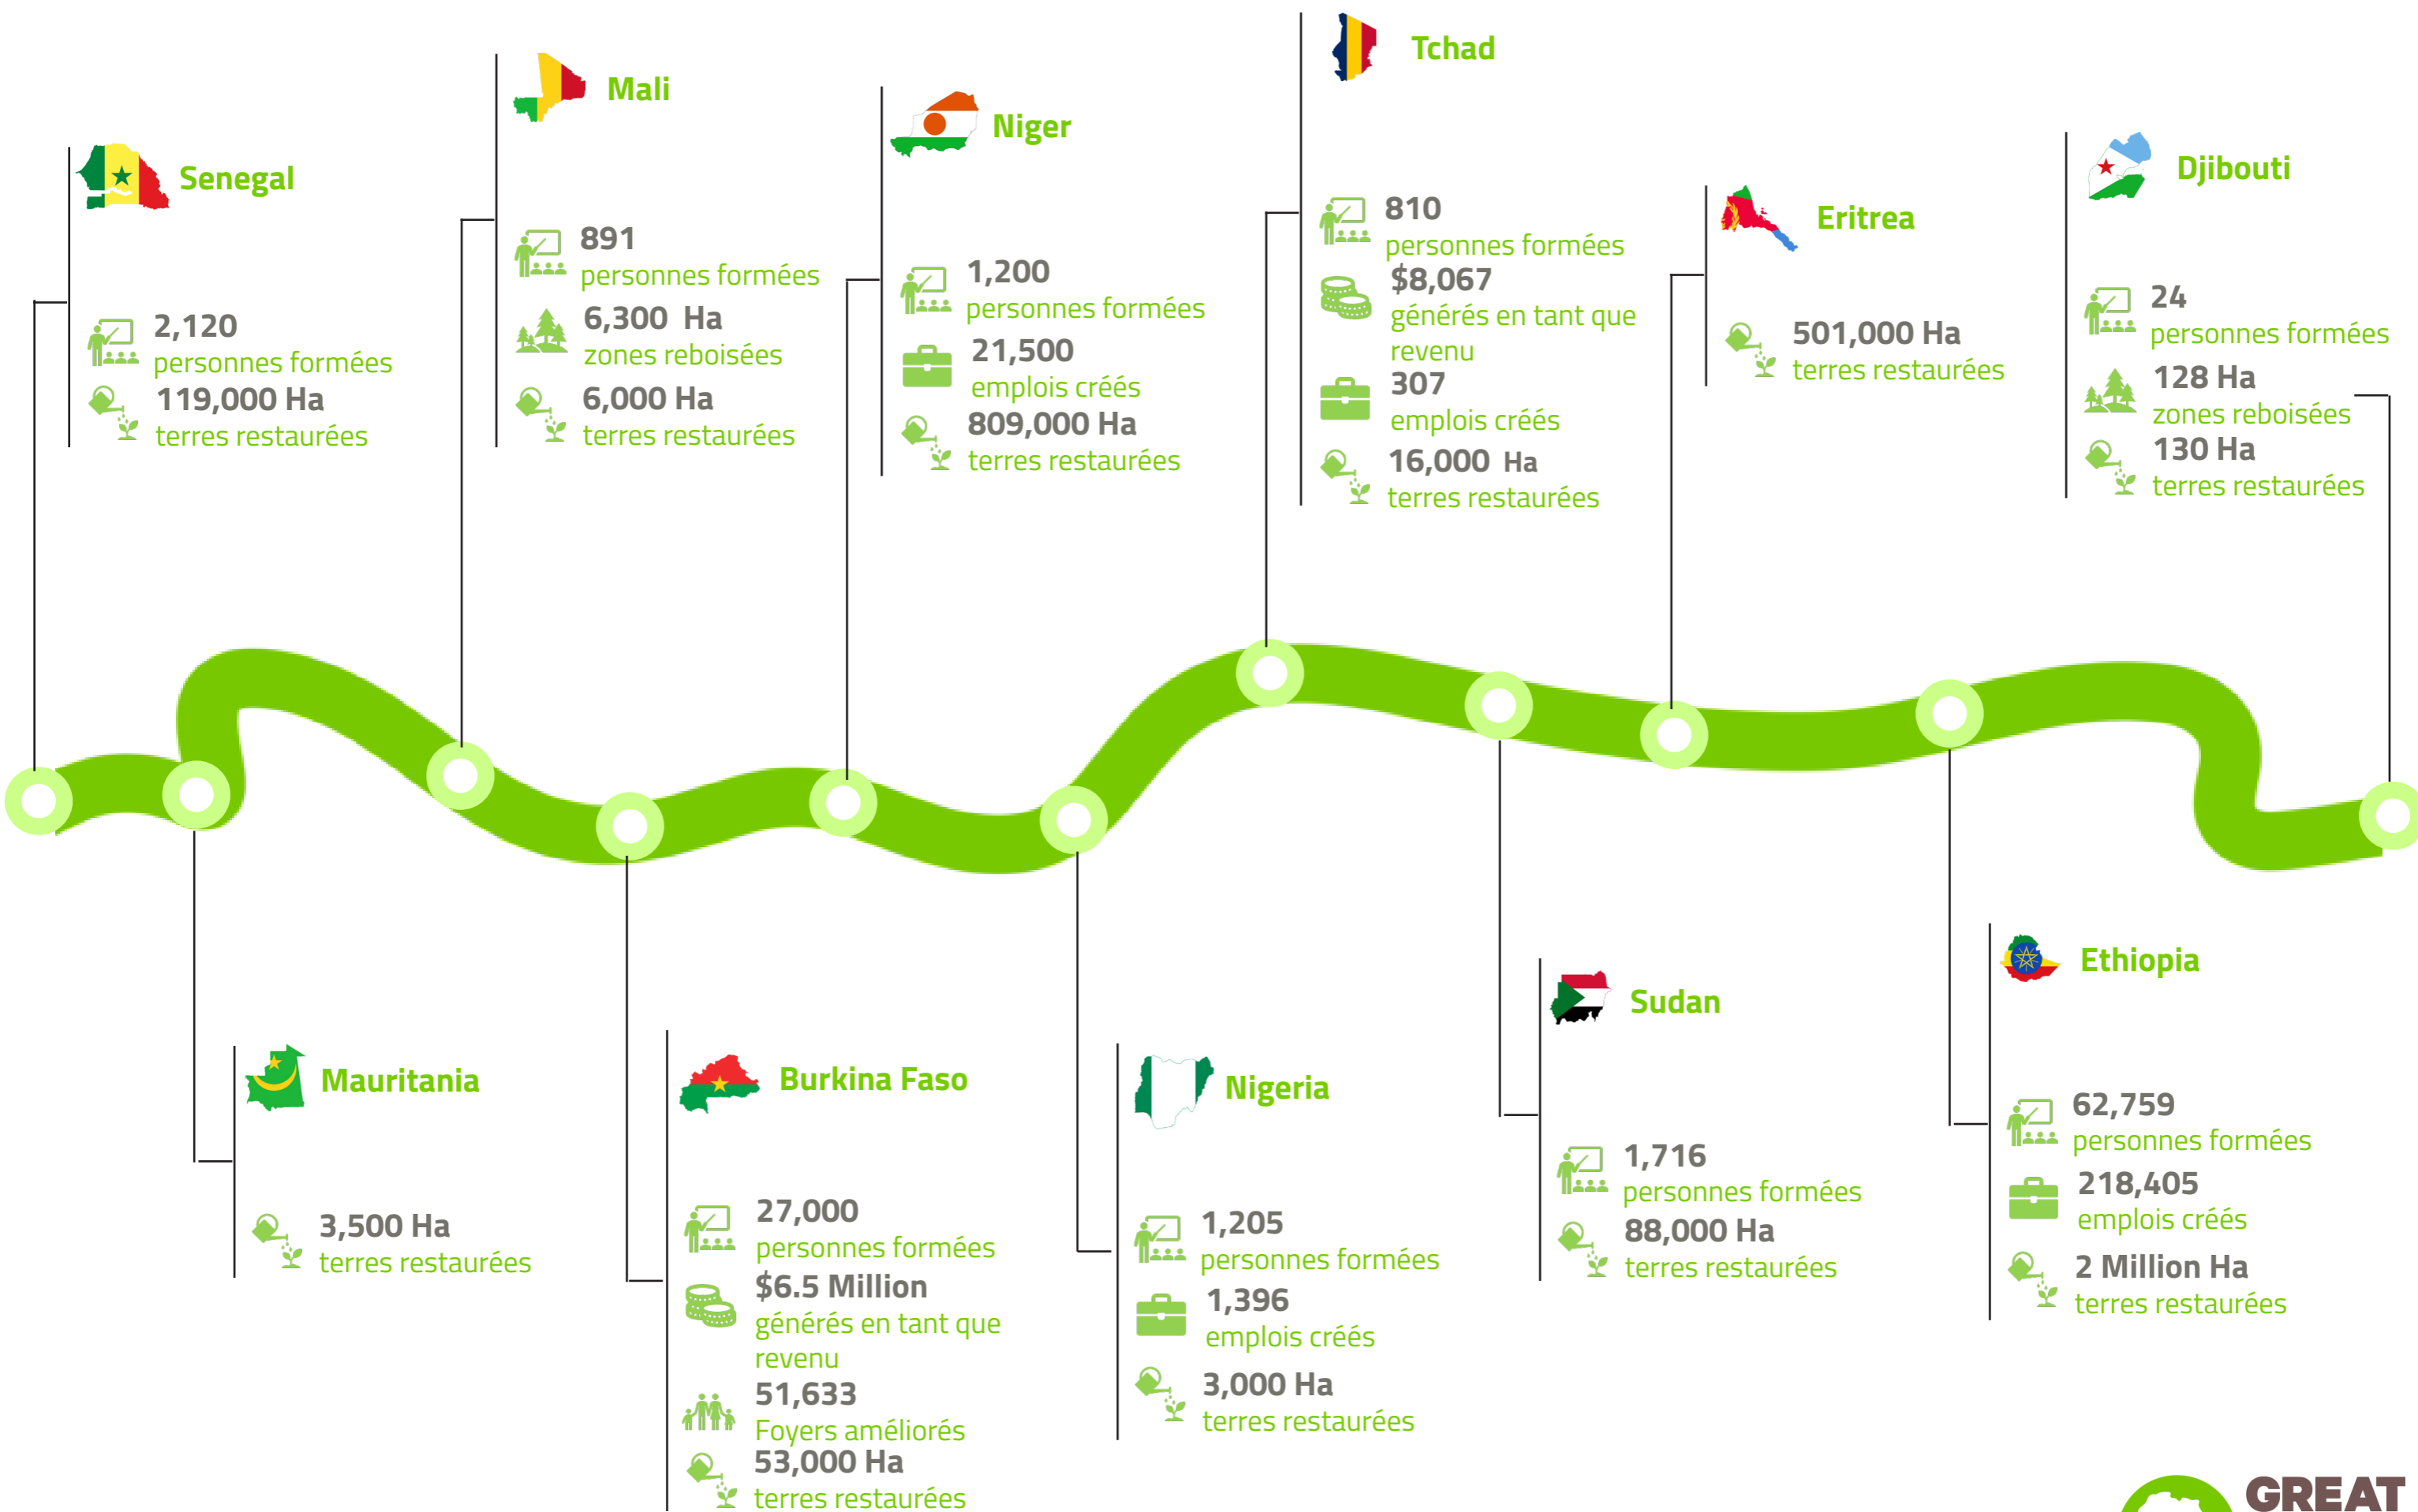 Senegal
2,120
personnes formées
119,000 Ha
terres restaurées
Mali
891
personnes formées
6,300 Ha
zones reboisées
6,000 Ha
terres restaurées
Niger
1,200
personnes formées
21,500
emplois créés
809,000 Ha
terres restaurées
Tchad
810
personnes formées
$8,067
générés en tant que
revenu
307
emplois créés
16,000 Ha
terres restaurées
Eritrea
501,000 Ha
terres restaurées
Djibouti
24
personnes formées
128 Ha
zones reboisées
130 Ha
terres restaurées
Mauritania
3,500 Ha
terres restaurées
Burkina Faso
27,000
personnes formées
$6.5 Million
générés en tant que
revenu
51,633
Foyers améliorés
53,000 Ha
terres restaurées
Nigeria
1,205
personnes formées
1,396
emplois créés
3,000 Ha
terres restaurées
Sudan
1,716
personnes formées
88,000 Ha
terres restaurées
Ethiopia
62,759
personnes formées
218,405
emplois créés
2 Million Ha
terres restaurées
GREAT